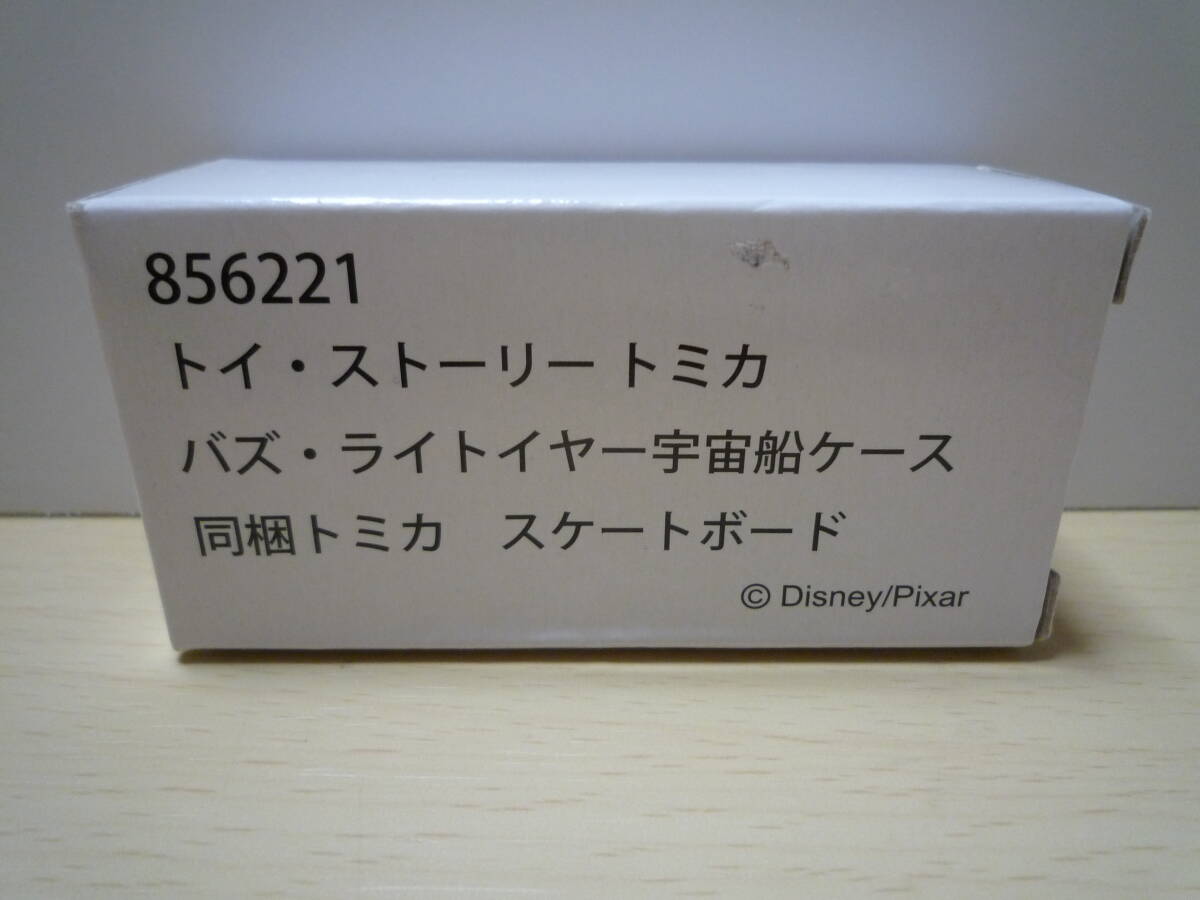 856221
トイ・ストーリー トミカ
バズ・ライトイヤー宇宙船ケース
同梱トミカ　スケートボード
© Disney/Pixar